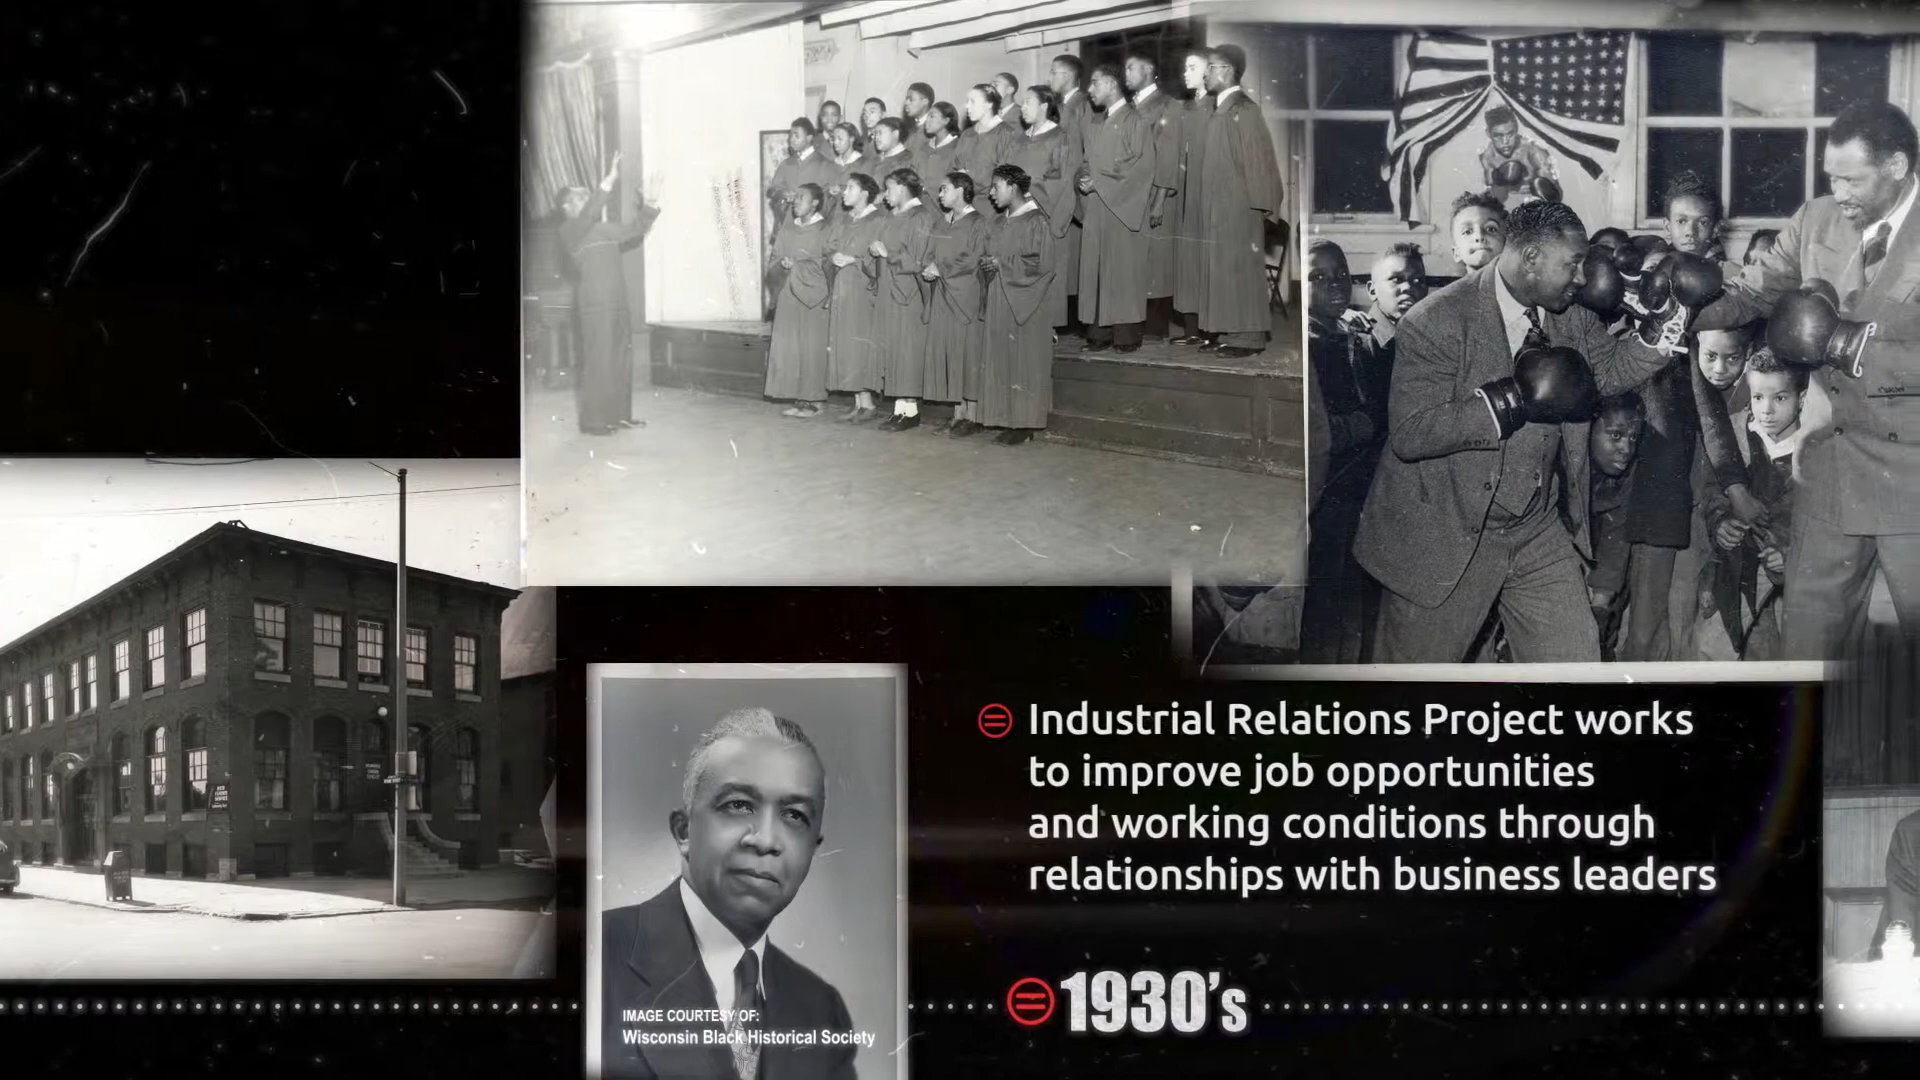 Industrial Relations Project works
to improve job opportunities
and working conditions through
relationships with business leaders
1930's
IMAGE COURTESY OF:
Wisconsin Black Historical Society